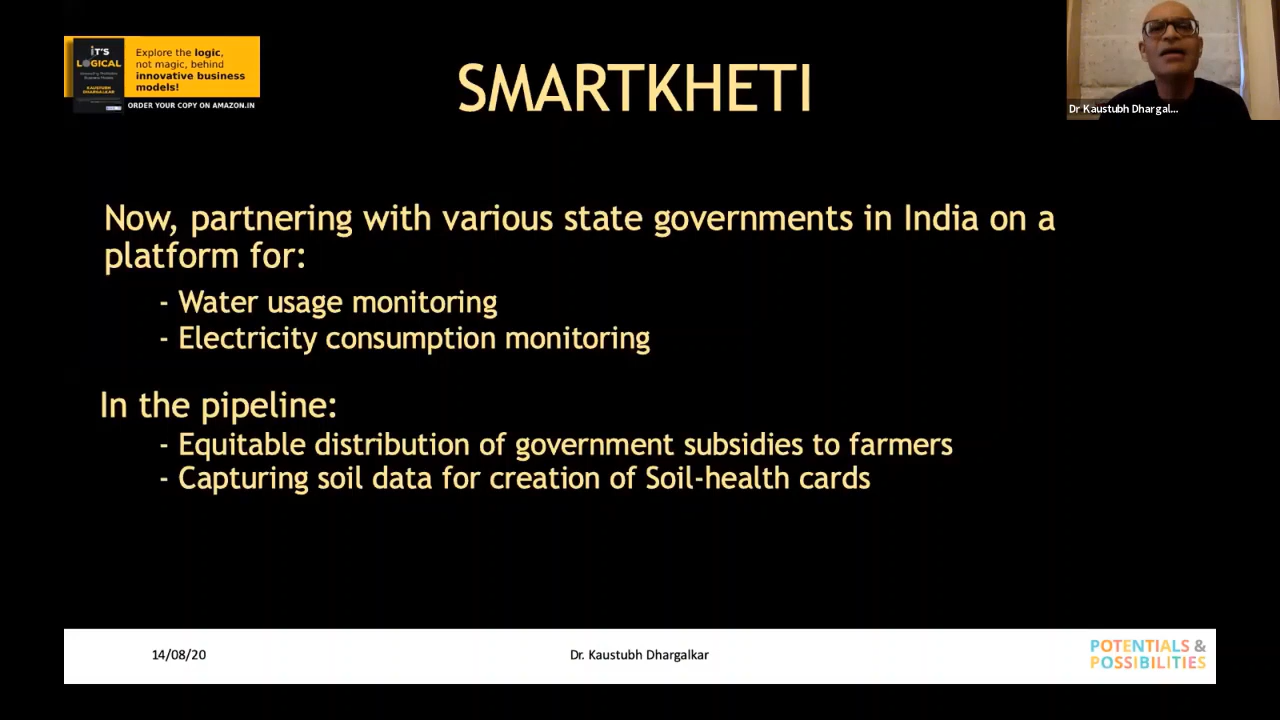 iT'S
LOGICAL
KAUSTUBH
DHARGALKAR
Explore the logic,
not magic, behind
innovative business
models!
ORDER YOUR COPY ON AMAZON.IN
SMARTKHETI
Dr Kaustubh Dhargal...
Now, partnering with various state governments in India on a
platform for:
- Water usage monitoring
- Electricity consumption monitoring
In the pipeline:
- Equitable distribution of government subsidies to farmers
- Capturing soil data for creation of Soil-health cards
14/08/20
Dr. Kaustubh Dhargalkar
POTENTIALS &
POSSIBILITIES